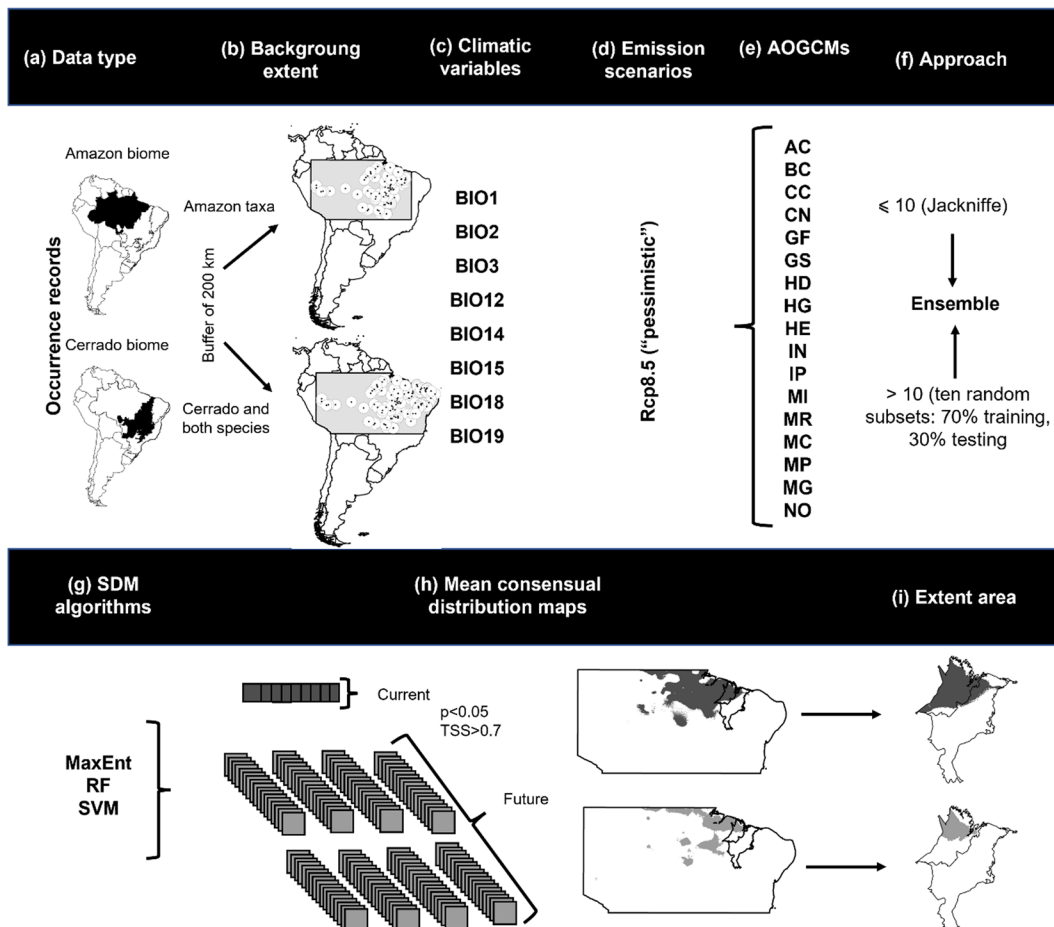 (a) Data type
(b) Backgroung
extent
(c) Climatic
variables
(d) Emission
scenarios
(e) AOGCMs
(f) Approach
Occurrence records
Amazon biome
Cerrado biome
Buffer of 200 km
Amazon taxa
Cerrado and
both species
BIO1
BIO2
BIO3
BIO12
BIO14
BIO15
BIO18
BIO19
Rcp8.5 (“pessimistic”)
AC
BC
CC
CN
GF
GS
HD
HG
HE
IN
IP
MI
MR
MC
MP
MG
NO
⩽ 10 (Jackniffe)
Ensemble
> 10 (ten random
subsets: 70% training,
30% testing
(g) SDM
algorithms
(h) Mean consensual
distribution maps
(i) Extent area
MaxEnt
RF
SVM
Current
p<0.05
TSS>0.7
Future